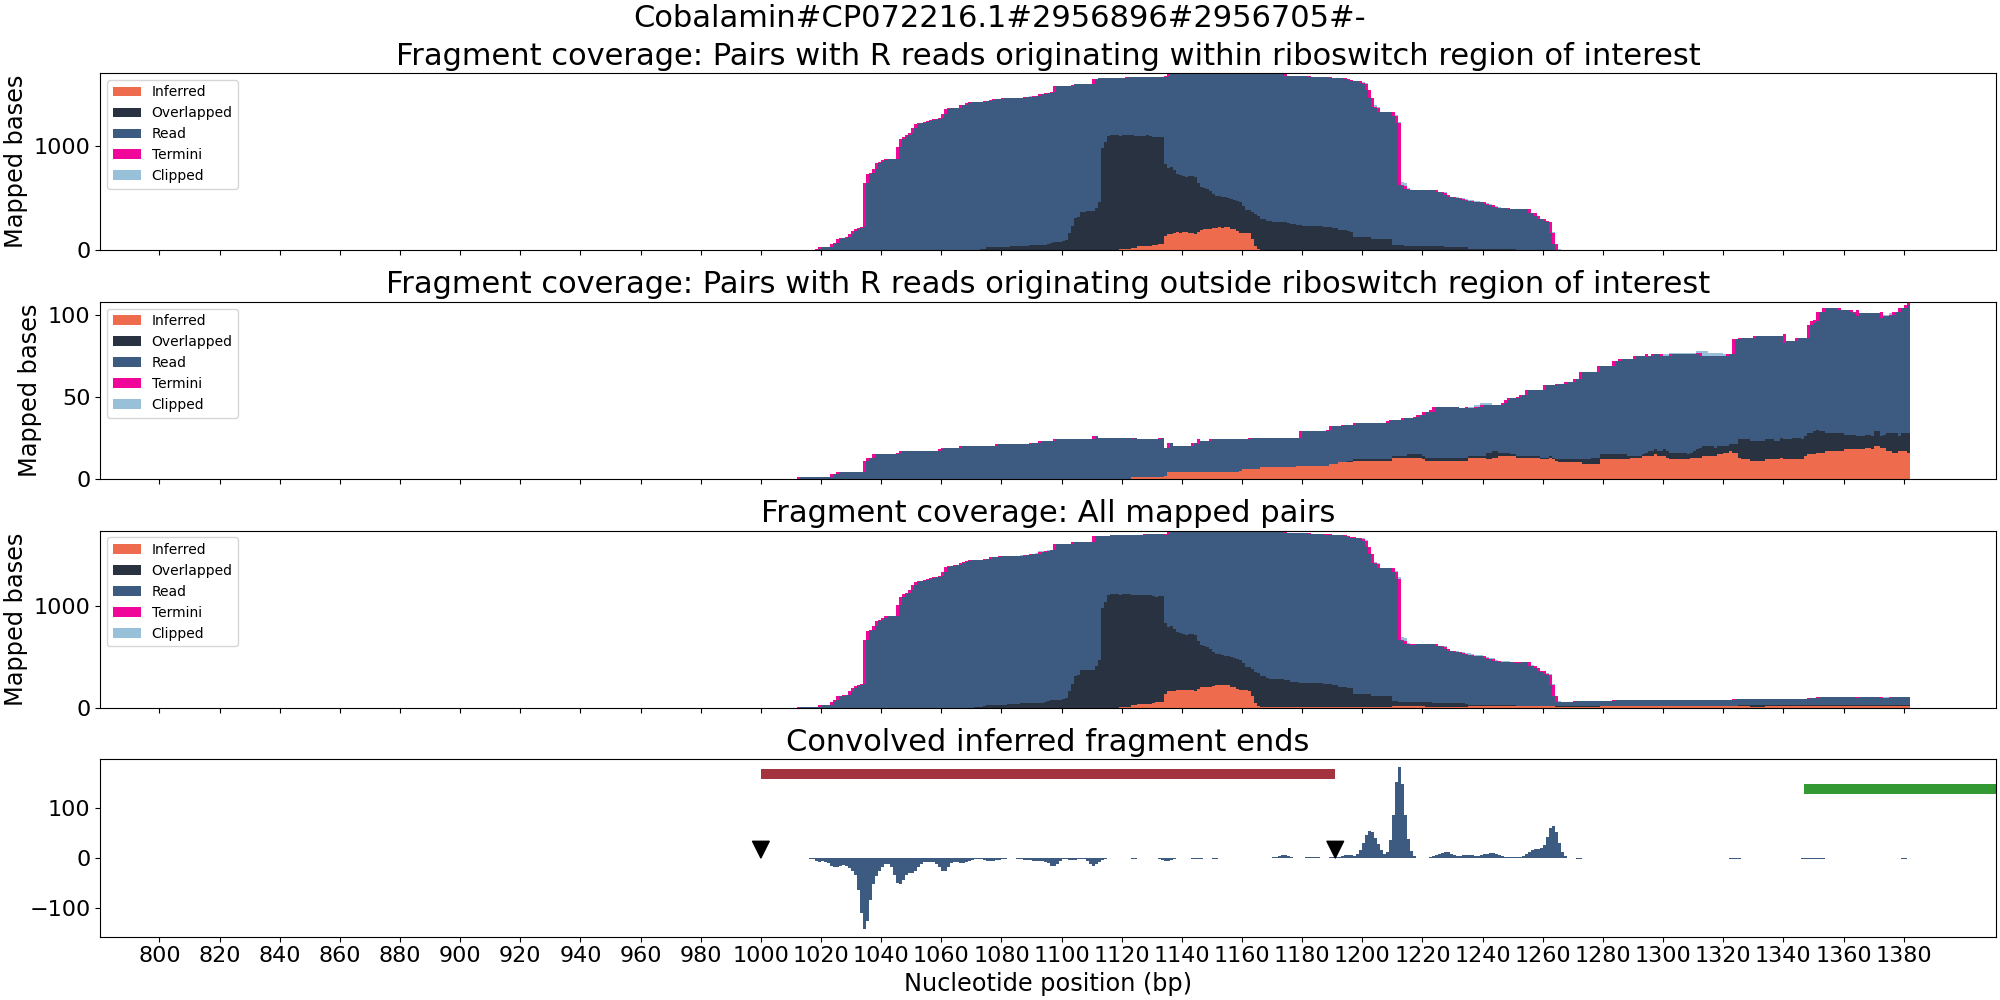 Cobalamin#CP072216.1#2956896#2956705#-
Fragment coverage: Pairs with R reads originating within riboswitch region of interest
Mapped bases
1000
0
Inferred
Overlapped
Read
Termini
Clipped
Fragment coverage: Pairs with R reads originating outside riboswitch region of interest
Mapped bases
100
50
0
Inferred
Overlapped
Read
Termini
Clipped
Fragment coverage: All mapped pairs
Mapped bases
1000
0
Inferred
Overlapped
Read
Termini
Clipped
Convolved inferred fragment ends
100
0
−100
800 820 840 860 880 900 920 940 960 980 1000 1020 1040 1060 1080 1100 1120 1140 1160 1180 1200 1220 1240 1260 1280 1300 1320 1340 1360 1380
Nucleotide position (bp)